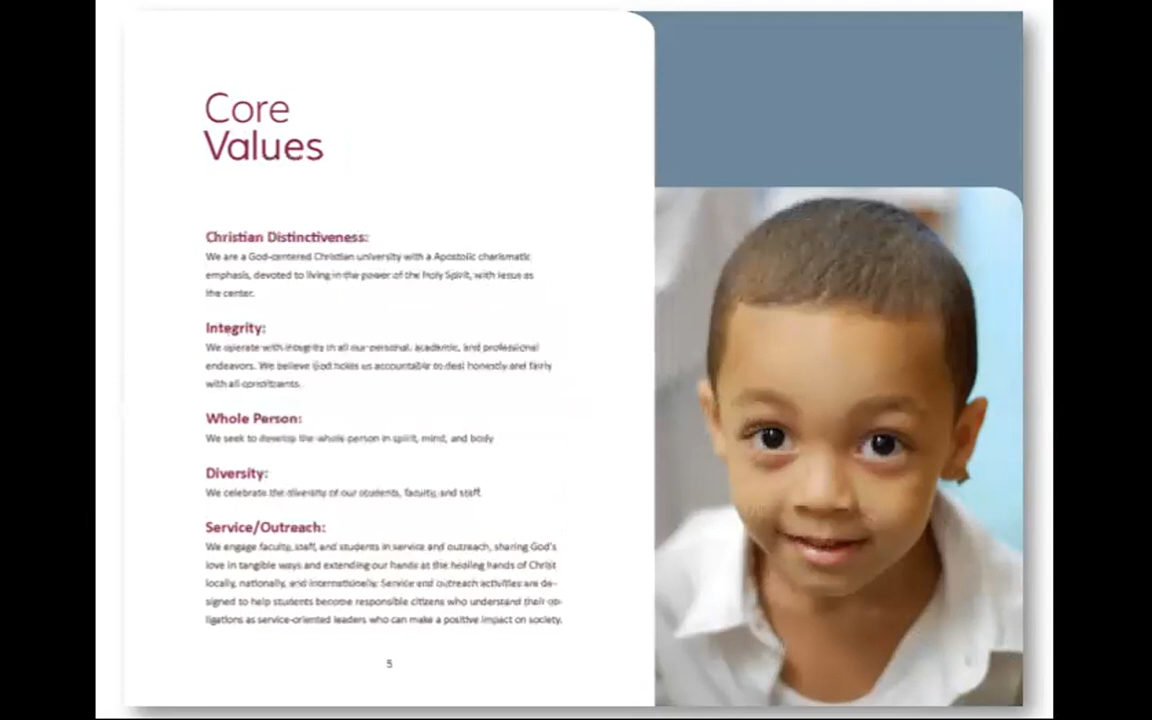 Core
Values
Christian Distinctiveness:
We are a God-centered Christian university with a Apostolic charismatic
emphasis, devoted to living in the power of the Holy Spirit, with Jesus as
the center.
Integrity:
We operate with integrity in all our personal, academic, and professional
endeavors. We believe God holds us accountable to deal honestly and fairly
with all constituents.
Whole Person:
We seek to develop the whole person in spirit, mind, and body
Diversity:
We celebrate the diversity of our students, faculty, and staff.
Service/Outreach:
We engage faculty, staff, and students in service and outreach, sharing God's
love in tangible ways and extending our hands at the healing hands of Christ
locally, nationally, and internationally. Service and outreach activities are de-
signed to help students become responsible citizens who understand their ob-
ligations as service-oriented leaders who can make a positive impact on society.
5